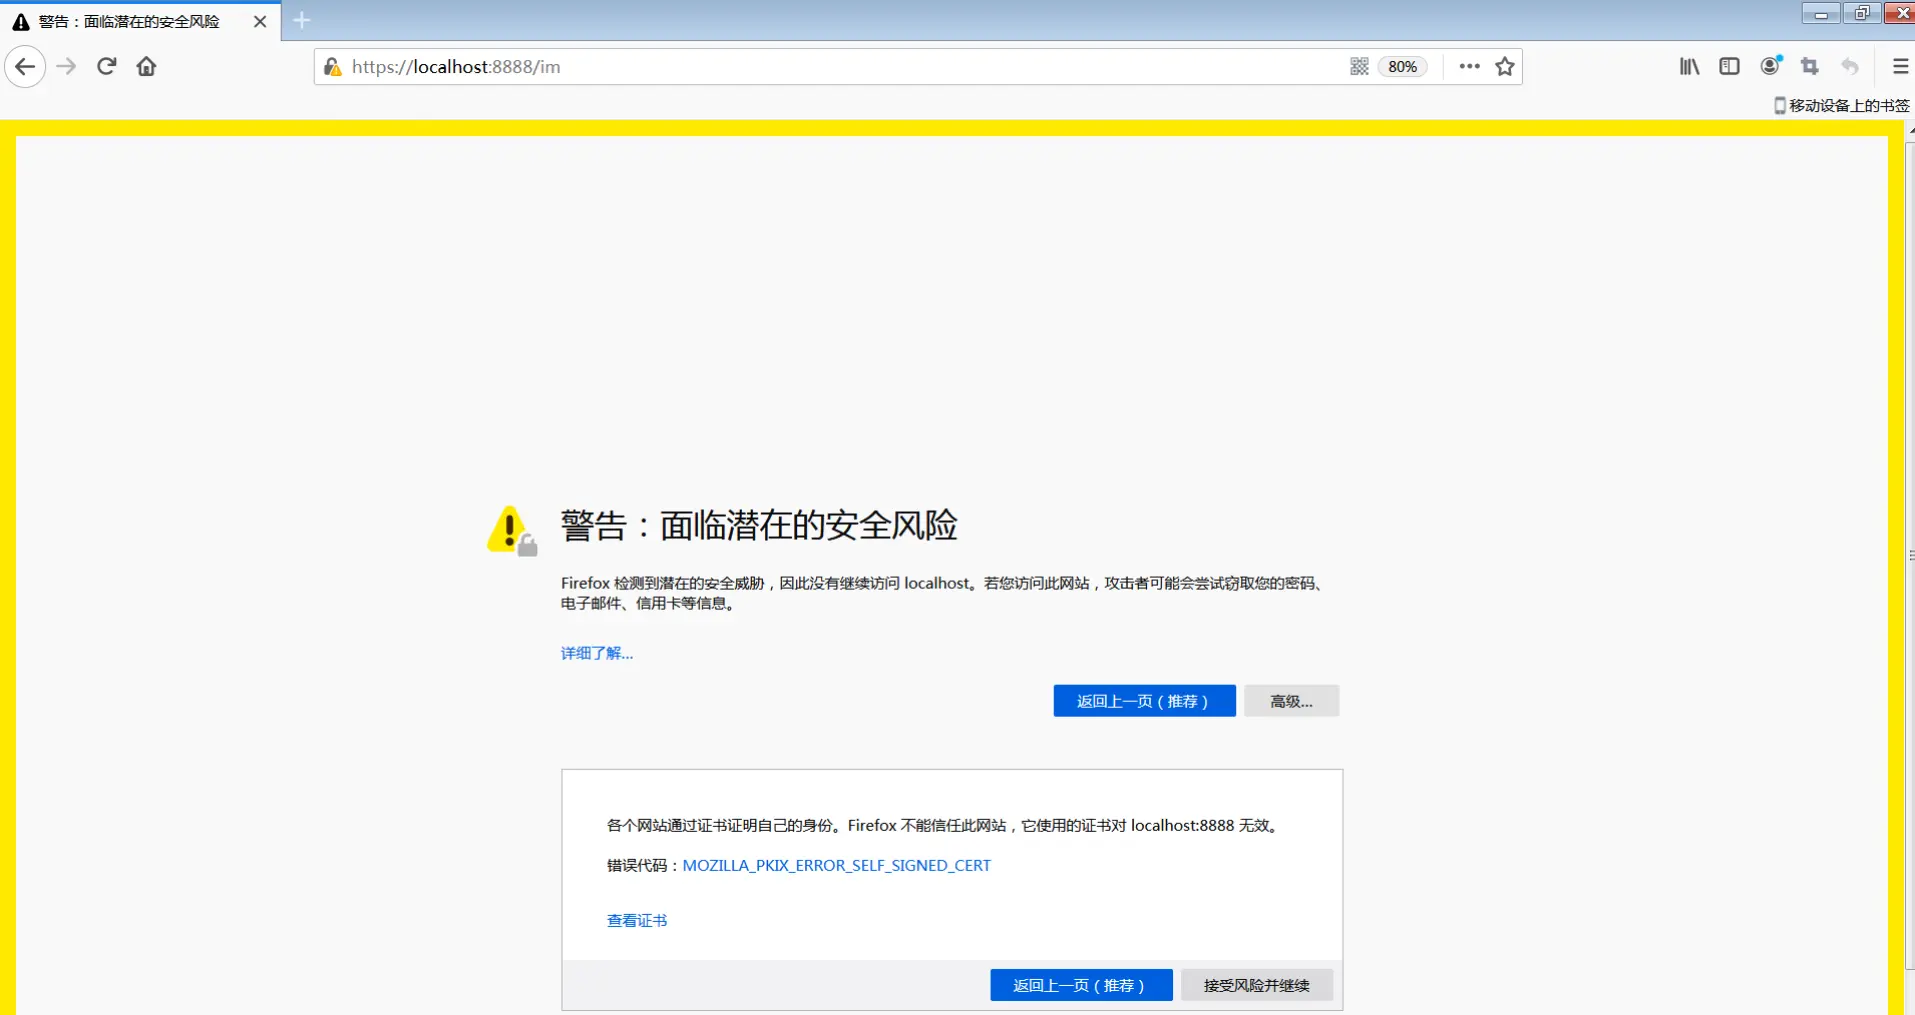 警告：面临潜在的安全风险
https://localhost:8888/im
80%
移动设备上的书签
警告：面临潜在的安全风险
Firefox 检测到潜在的安全威胁，因此没有继续访问 localhost。若您访问此网站，攻击者可能会尝试窃取您的密码、
电子邮件、信用卡等信息。
详细了解...
返回上一页（推荐）
高级...
各个网站通过证书证明自己的身份。Firefox 不能信任此网站，它使用的证书对 localhost:8888 无效。
错误代码：MOZILLA_PKIX_ERROR_SELF_SIGNED_CERT
查看证书
返回上一页（推荐）
接受风险并继续